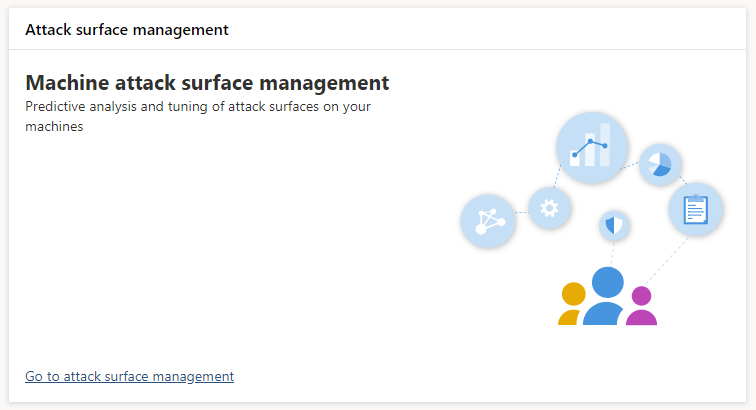 Attack surface management
Machine attack surface management
Predictive analysis and tuning of attack surfaces on your
machines
Go to attack surface management